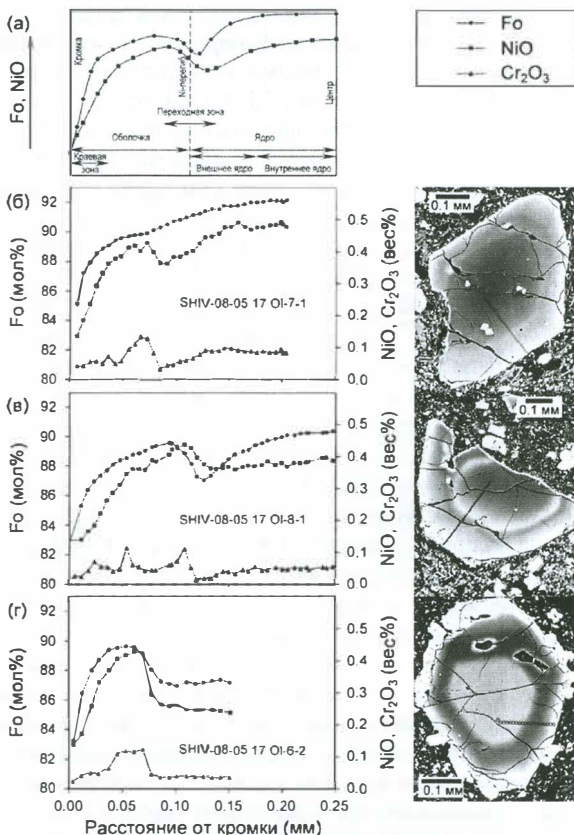 (а)
Fo, NiO
Кромка
Ni-перегиб
Центр
Переходная зона
Оболочка
Ядро
Краевая зона
Внешнее ядро
Внутреннее ядро
Fo
NiO
Cr₂O₃
(б)
Fo (мол%)
92
90
88
86
84
82
80
0.5
0.4
0.3
0.2
0.1
0.0
NiO, Cr₂O₃ (вес%)
SHIV-08-05 17 Ol-7-1
0.1 мм
(в)
Fo (мол%)
92
90
88
86
84
81
80
0.5
0.4
0.3
0.2
0.1
0.0
NiO, Cr₂O₃ (вес%)
SHIV-08-05 17 Ol-8-1
0.1 мм
(г)
Fo (мол%)
92
90
88
86
84
82
80
0.5
0.4
0.3
0.2
0.1
0.0
NiO, Cr₂O₃ (вес%)
SHIV-08-05 17 Ol-6-2
0.1 мм
0.00
0.05
0.10
0.15
0.20
0.25
Расстояние от кромки (мм)